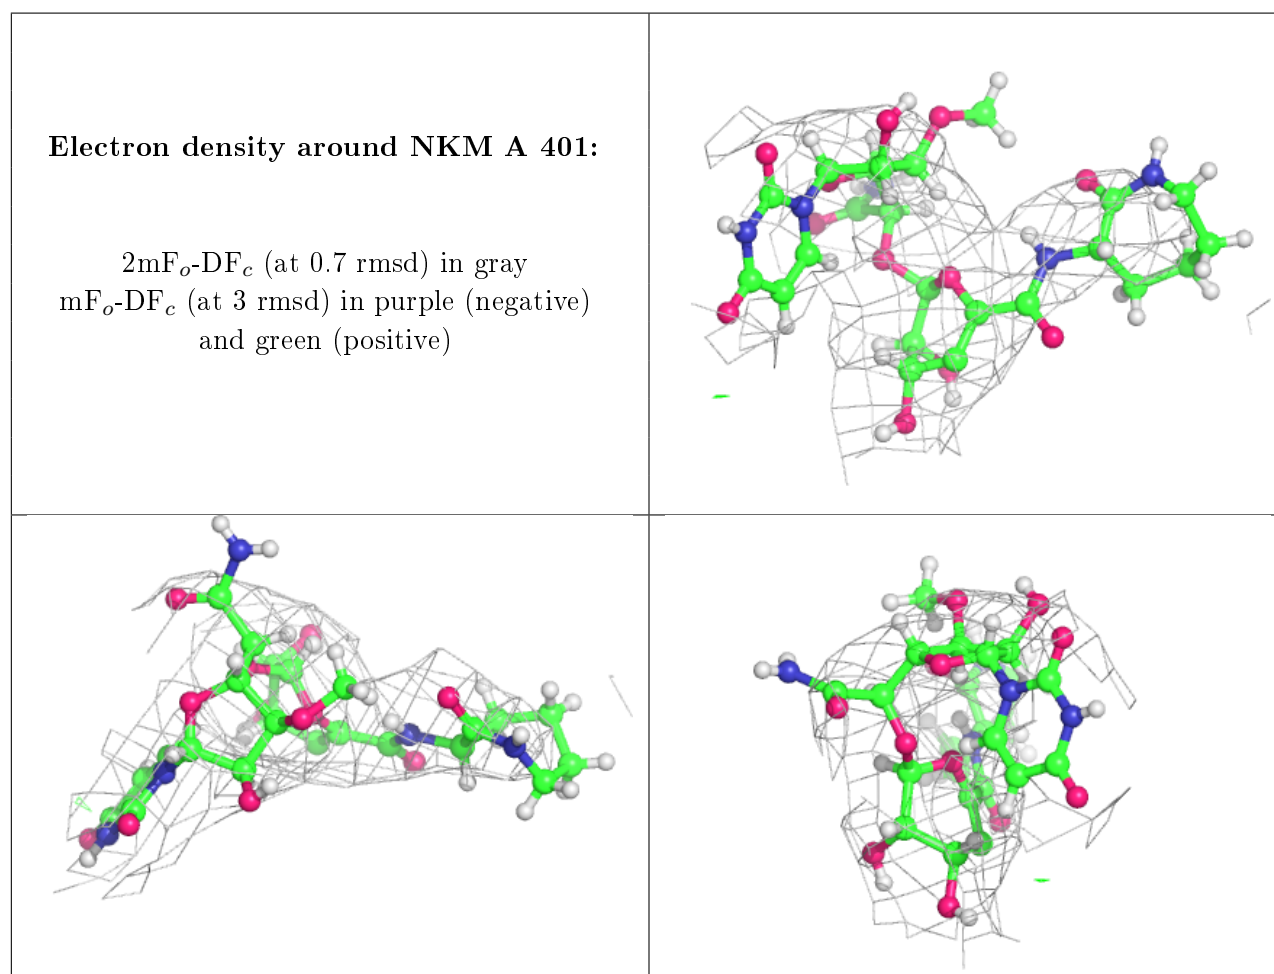 Electron density around NKM A 401:
2mFo-DFc (at 0.7 rmsd) in gray
mFo-DFc (at 3 rmsd) in purple (negative)
and green (positive)